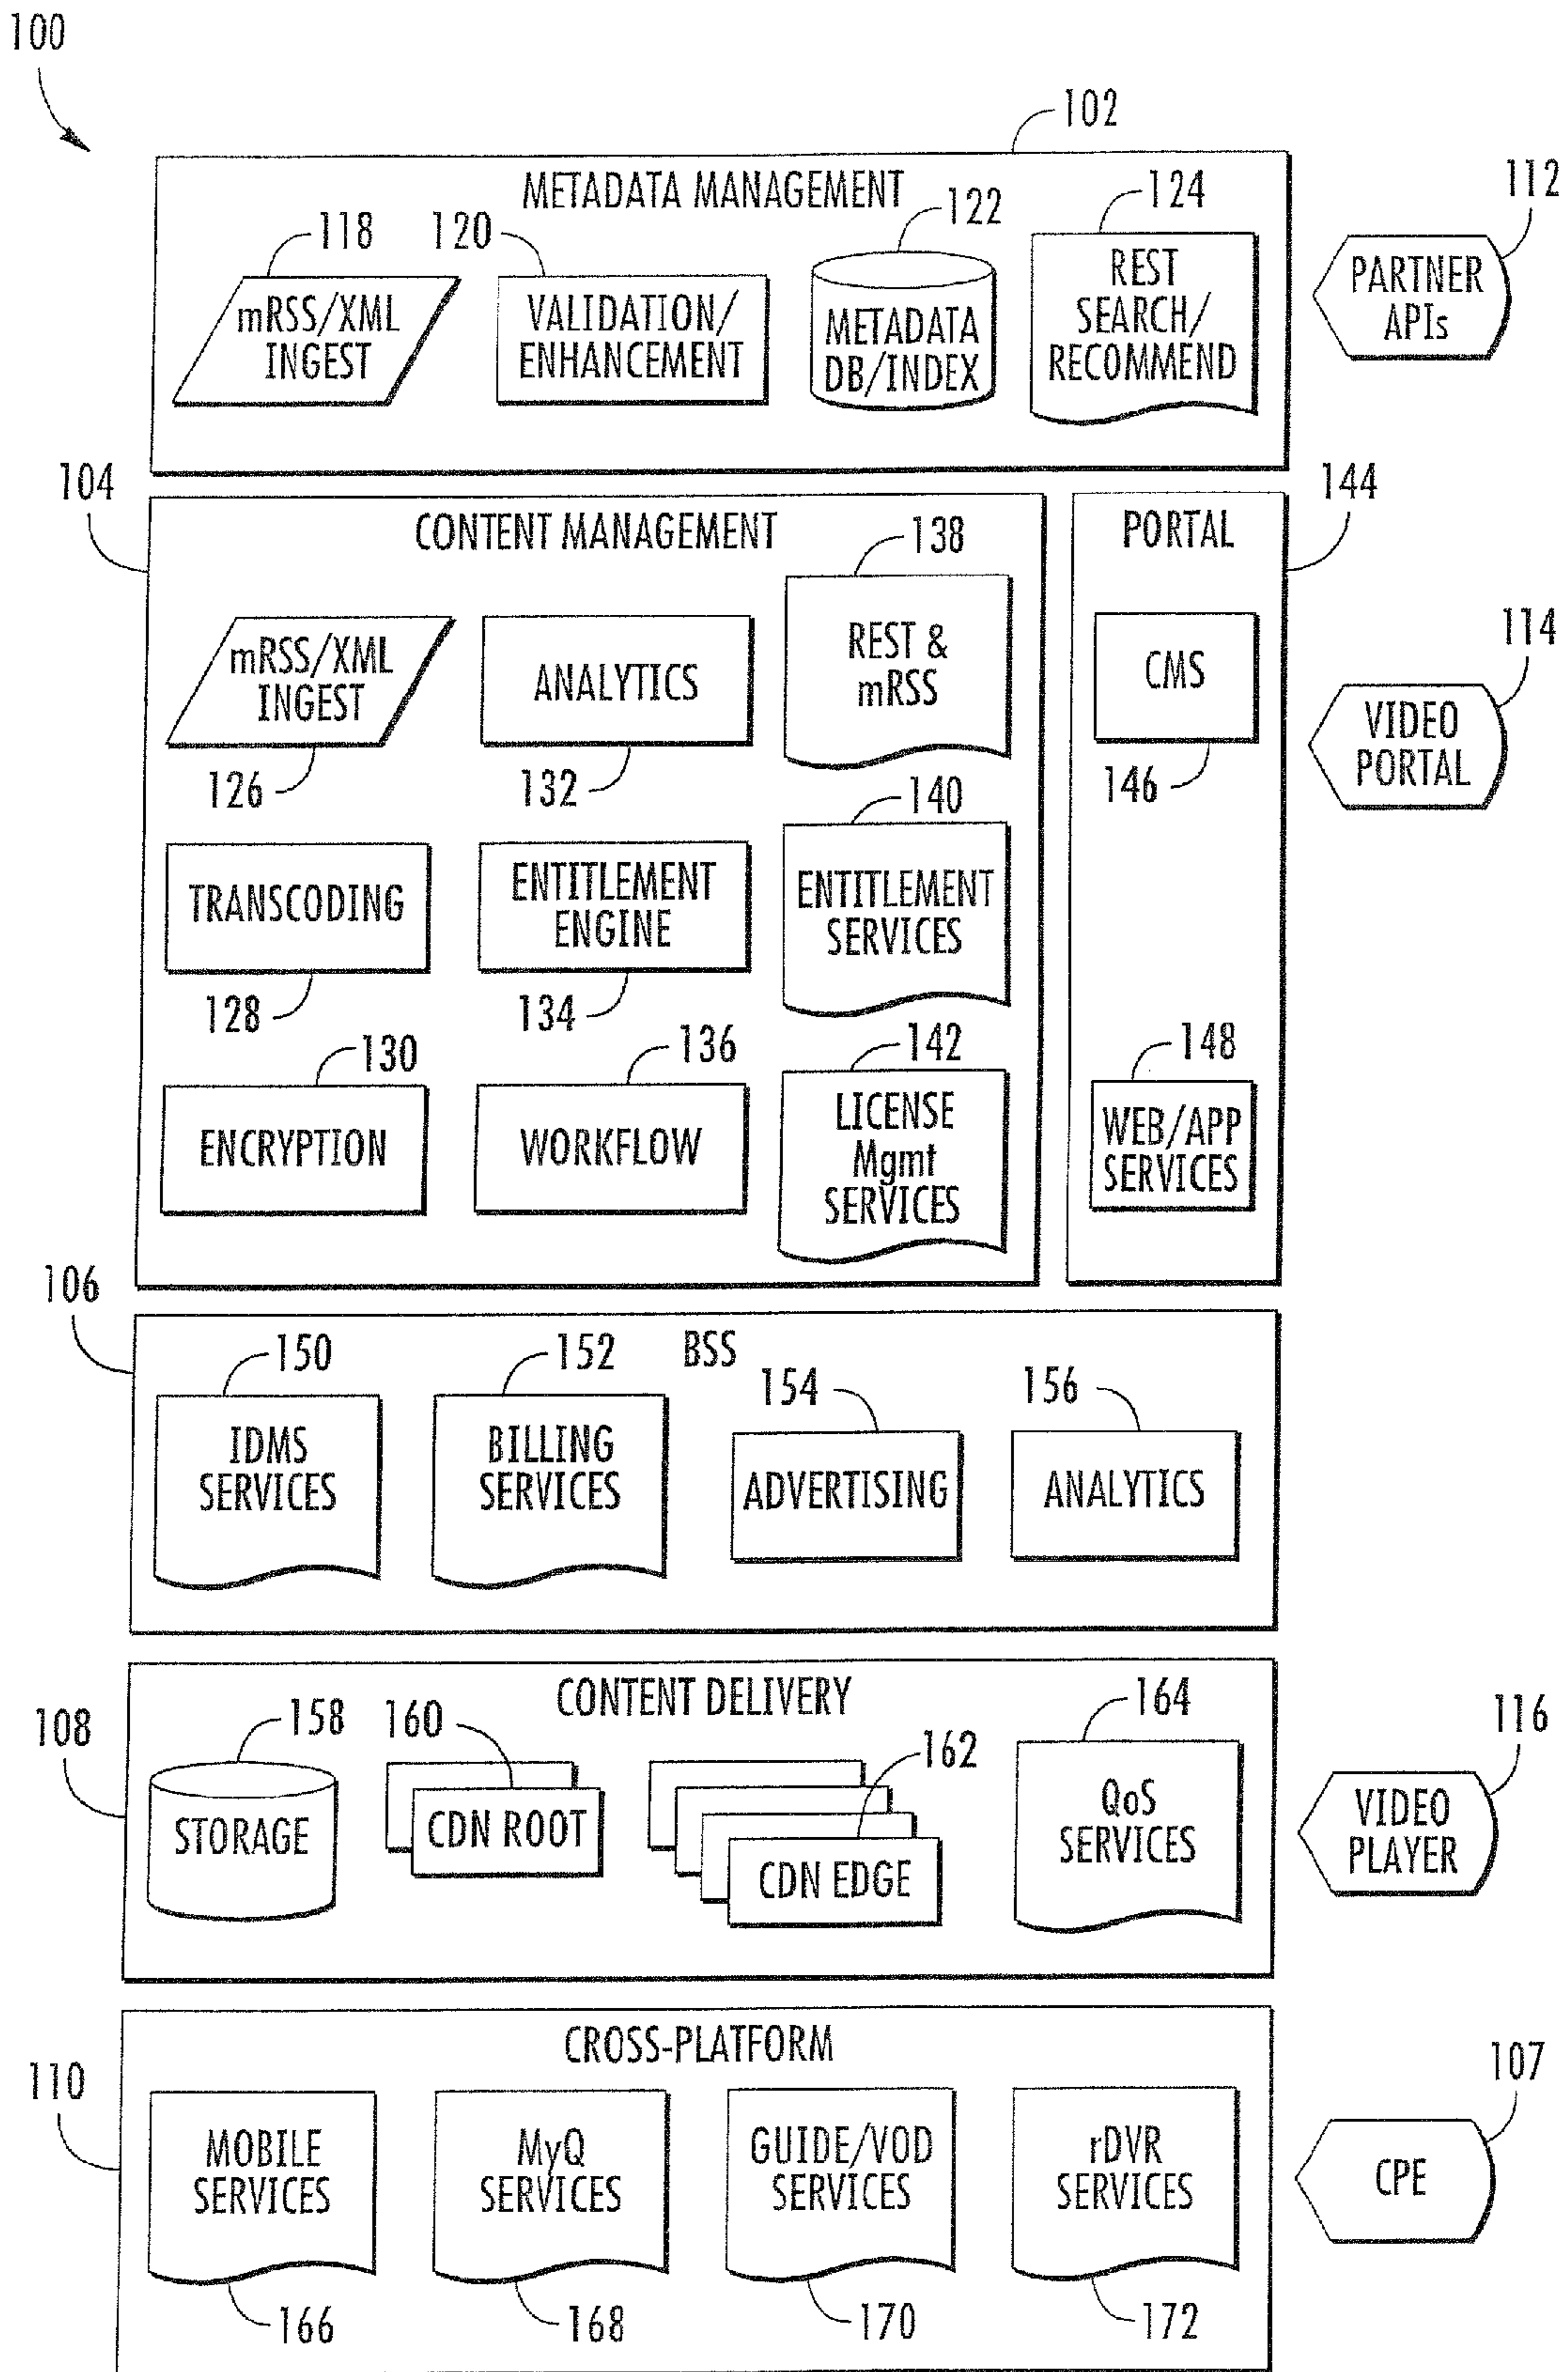 100
102
METADATA MANAGEMENT
112
118
120
122
124
mRSS/XML
INGEST
VALIDATION/
ENHANCEMENT
METADATA
DB/INDEX
REST
SEARCH/
RECOMMEND
PARTNER
APIs
104
CONTENT MANAGEMENT
138
PORTAL
144
mRSS/XML
INGEST
ANALYTICS
REST &
mRSS
CMS
114
VIDEO
PORTAL
126
132
140
146
TRANSCODING
ENTITLEMENT
ENGINE
ENTITLEMENT
SERVICES
128
134
130
136
142
148
ENCRYPTION
WORKFLOW
LICENSE
Mgmt
SERVICES
WEB/APP
SERVICES
106
BSS
150
152
154
156
IDMS
SERVICES
BILLING
SERVICES
ADVERTISING
ANALYTICS
108
CONTENT DELIVERY
158
160
162
164
116
STORAGE
CDN ROOT
CDN EDGE
QoS
SERVICES
VIDEO
PLAYER
110
CROSS-PLATFORM
107
MOBILE
SERVICES
MyQ
SERVICES
GUIDE/VOD
SERVICES
rDVR
SERVICES
CPE
166
168
170
172